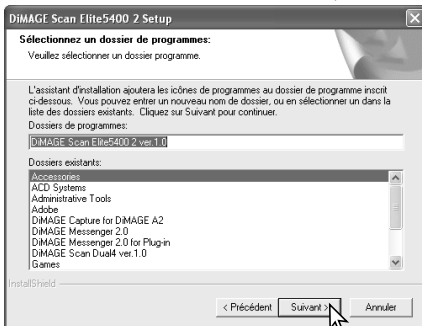 DiMAGE Scan Elite5400 2 Setup
Sélectionnez un dossier de programmes:
Veuillez sélectionner un dossier programme.
L'assistant d'installation ajoutera les icônes de programmes au dossier de programme inscrit
ci-dessous. Vous pouvez entrer un nouveau nom de dossier, ou en sélectionner un dans la
liste des dossiers existants. Cliquez sur Suivant pour continuer.
Dossiers de programmes:
DiMAGE Scan Elite5400 2 ver.1.0
Dossiers existants:
Accessories
ACD Systems
Administrative Tools
Adobe
DiMAGE Capture for DiMAGE A2
DiMAGE Messenger 2.0
DiMAGE Messenger 2.0 for Plug-in
DiMAGE Scan Dual4 ver.1.0
Games
InstallShield
< Précédent Suivant > Annuler